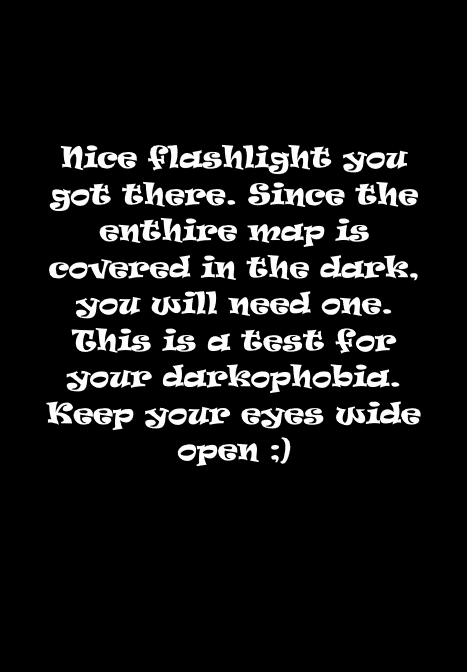 Nice flashlight you
got there. Since the
enthire map is
covered in the dark,
you will need one.
This is a test for
your darkophobia.
Keep your eyes wide
open ;)